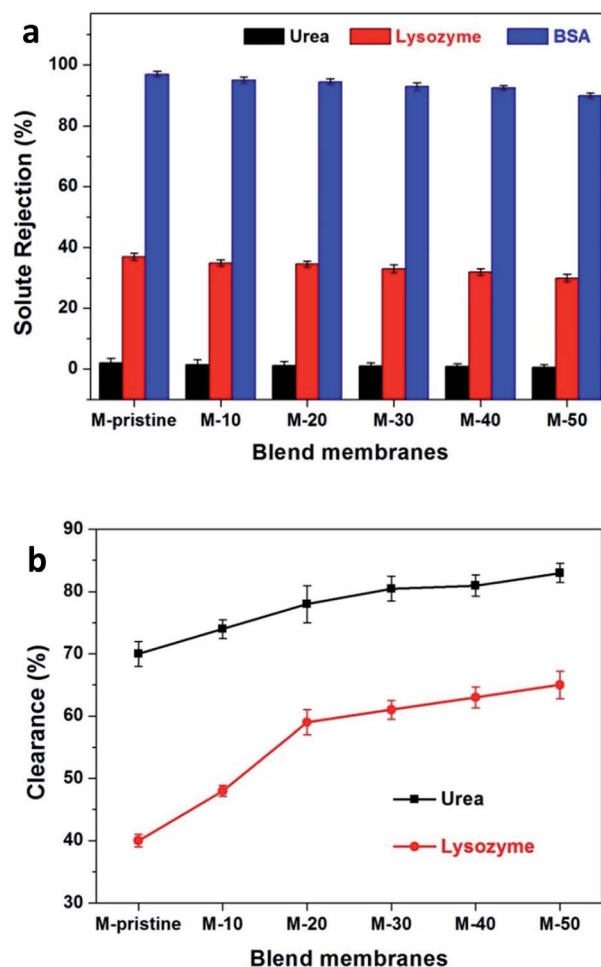 a
Urea Lysozyme BSA
100
80
60
40
20
0
Solute Rejection (%)
M-pristine M-10 M-20 M-30 M-40 M-50
Blend membranes
b
90
80
70
60
50
40
30
Clearance (%)
Urea
Lysozyme
M-pristine M-10 M-20 M-30 M-40 M-50
Blend membranes